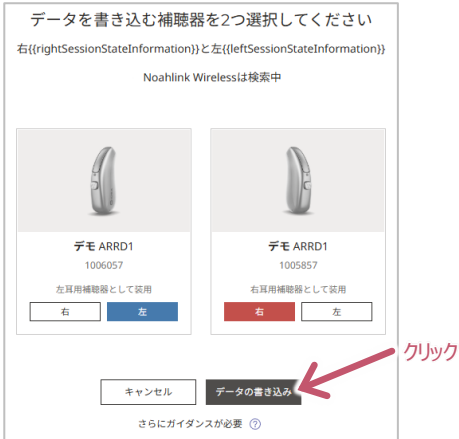 データを書き込む補聴器を2つ選択してください
右{{rightSessionStateInformation}}と左{{leftSessionStateInformation}}
Noahlink Wirelessは検索中
デモ ARRD1
1006057
左耳用補聴器として装用
右 左
デモ ARRD1
1005857
右耳用補聴器として装用
右 左
クリック
キャンセル データの書き込み
さらにガイダンスが必要 ?